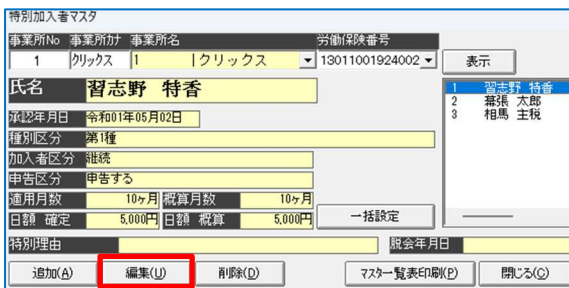 特別加入者マスタ
事業所No 事業所カナ 事業所名 労働保険番号
1 クリックス 1 |クリックス 13011001924002 表示
氏名 習志野 特香
承認年月日 令和01年05月02日
種別区分 第1種
加入者区分 継続
申告区分 申告する
適用月数 10ヶ月 概算月数 10ヶ月
日額 確定 5,000円 日額 概算 5,000円 一括設定
1 習志野 特香
2 幕張 太郎
3 相馬 主税
特別理由 脱会年月日
追加(A) 編集(U) 削除(D) マスター覧表印刷(P) 閉じる(C)